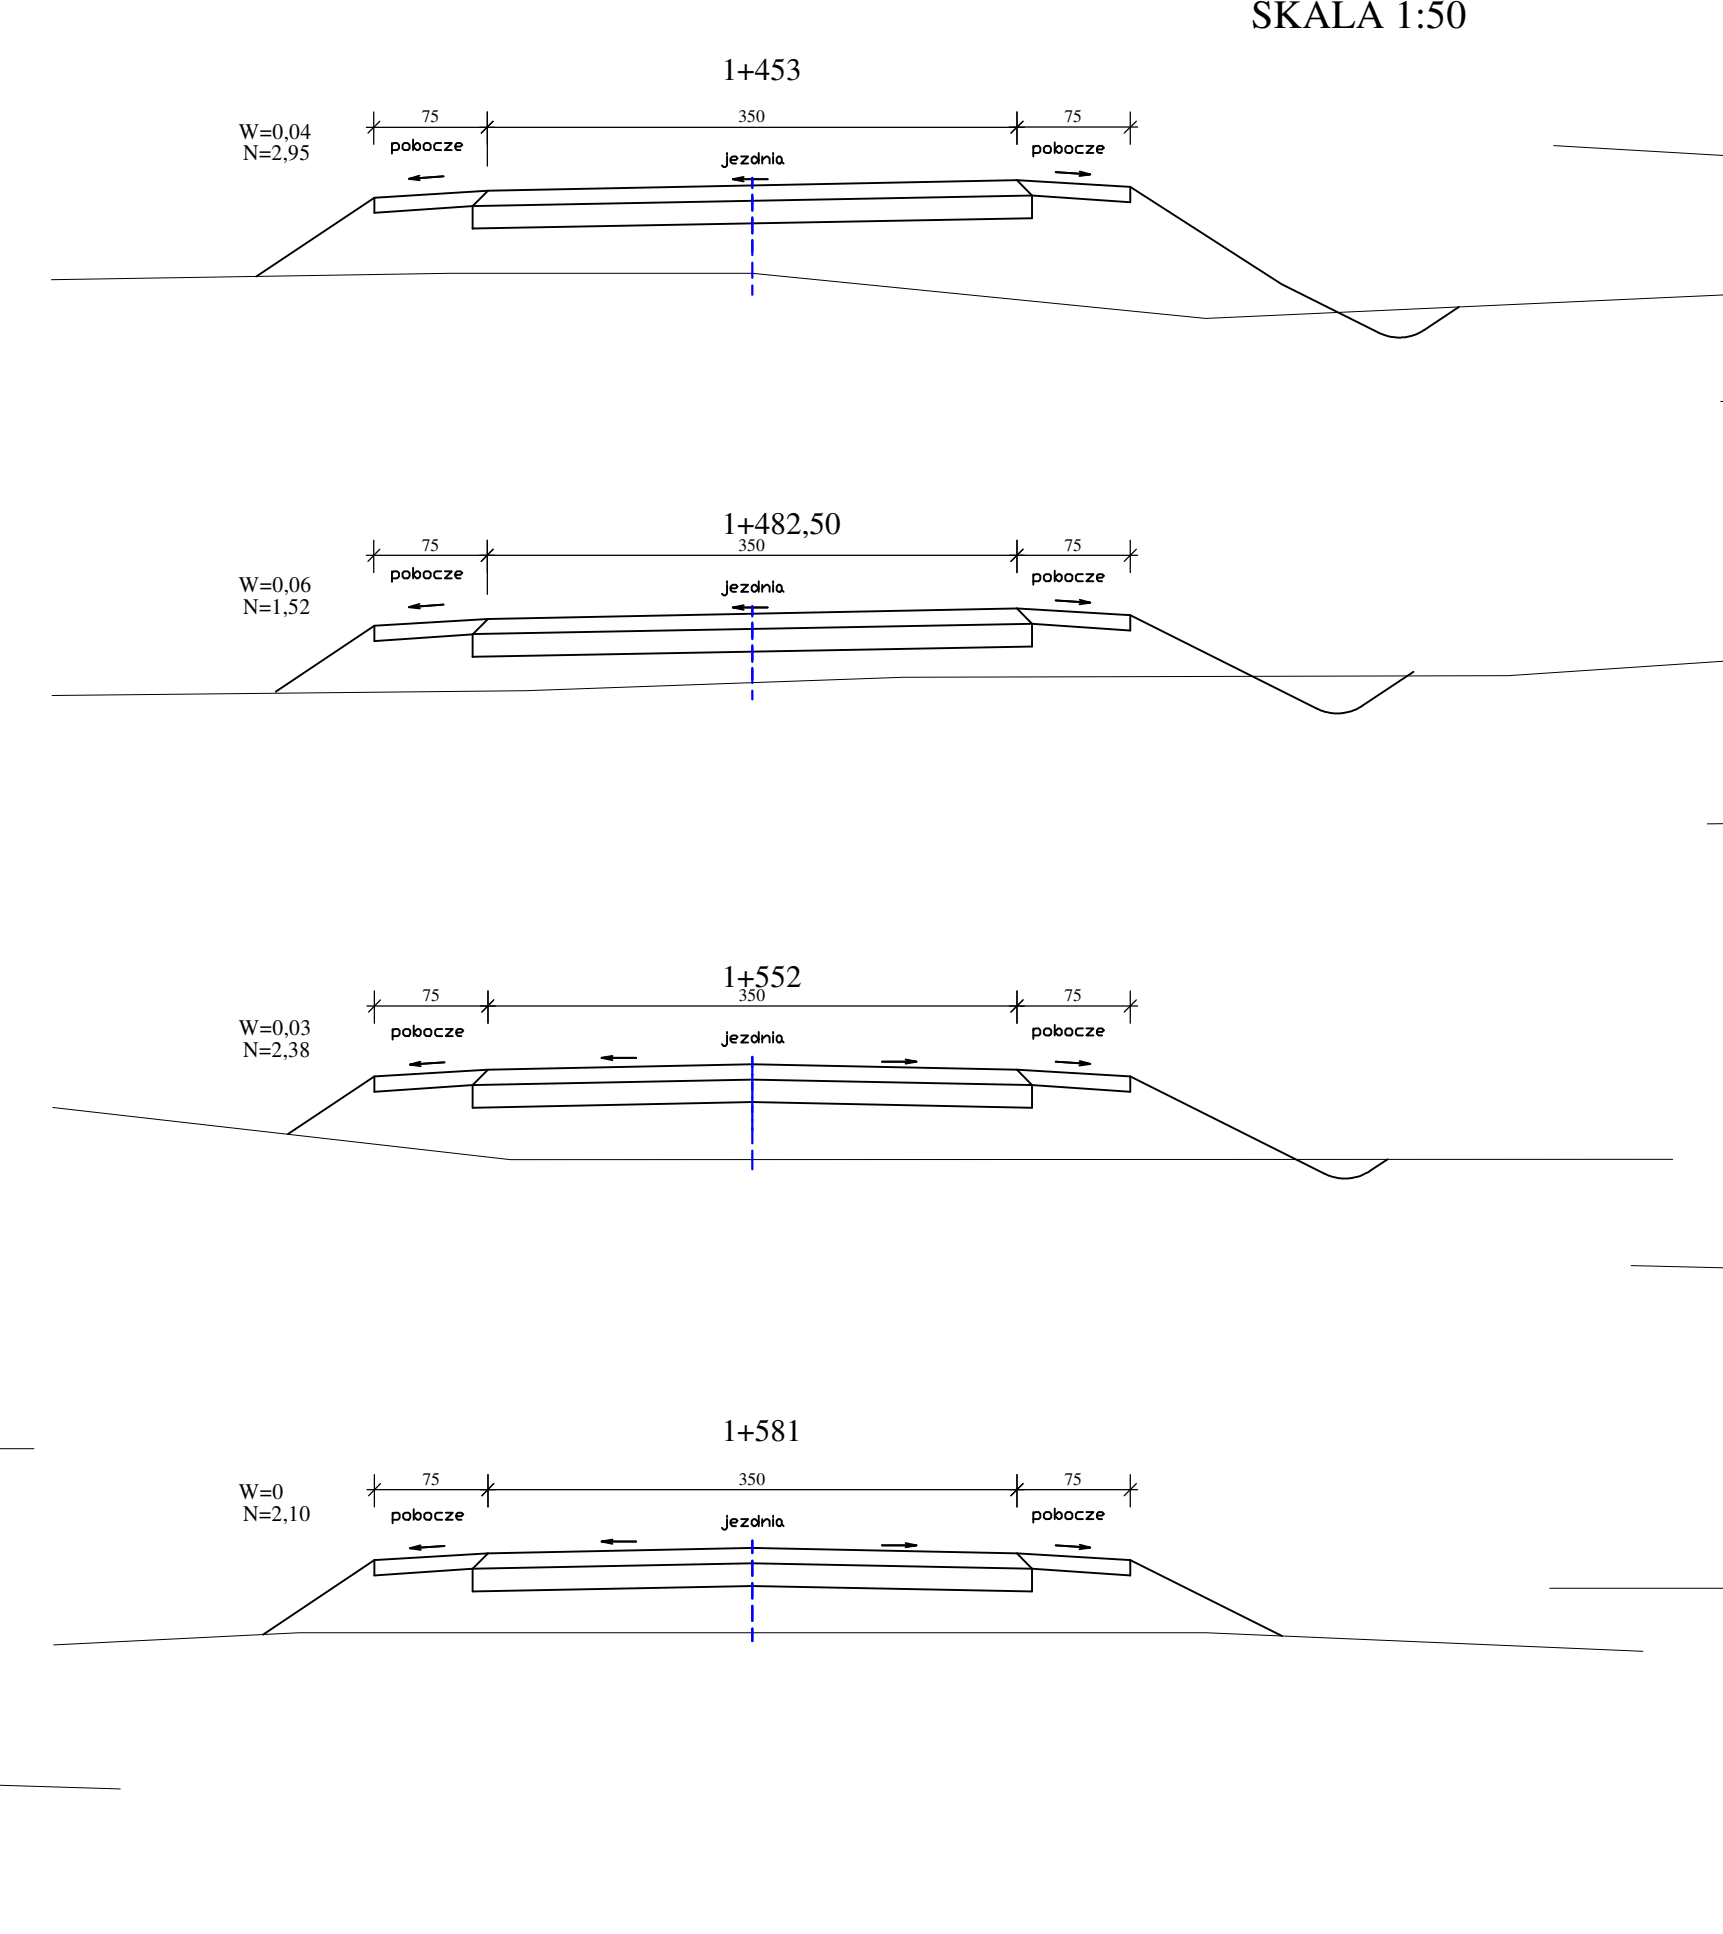 SKALA 1:50
1+453
75 350 75
W=0,04
N=2,95
pobocze jezdnia pobocze
1+482,50
75 350 75
W=0,06
N=1,52
pobocze jezdnia pobocze
1+552
75 350 75
W=0,03
N=2,38
pobocze jezdnia pobocze
1+581
75 350 75
W=0
N=2,10
pobocze jezdnia pobocze